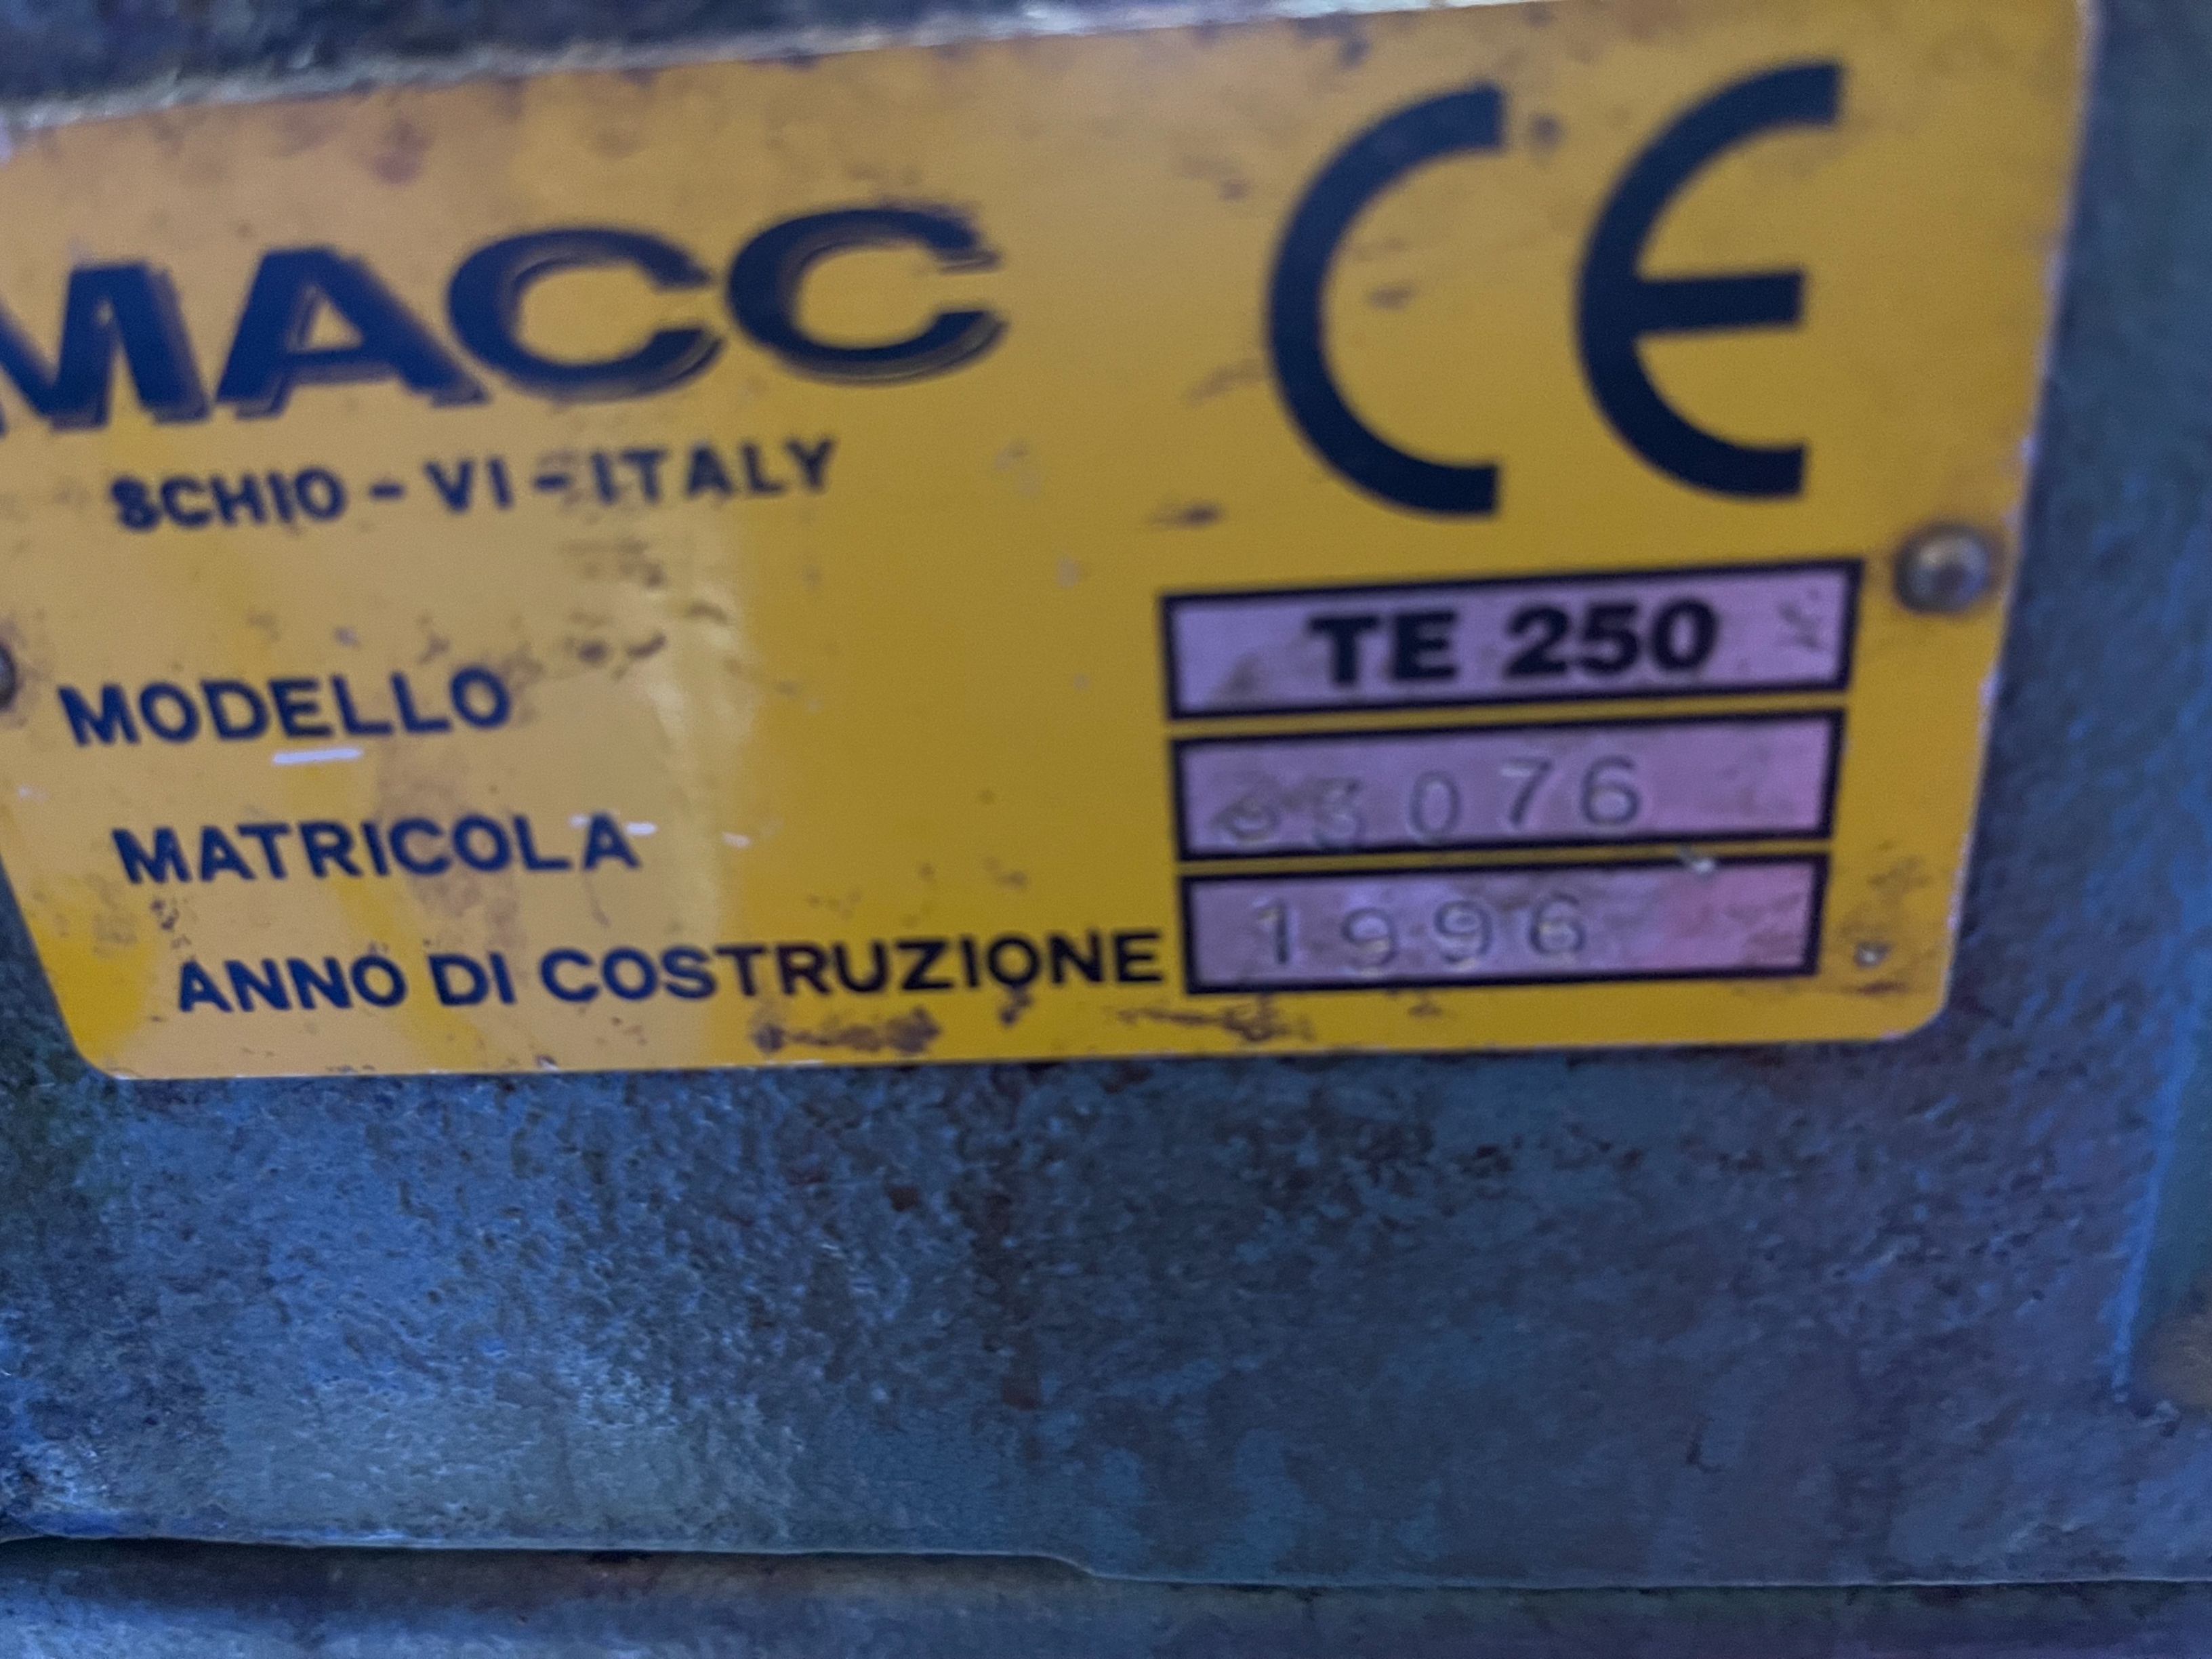 MACC
CE
SCHIO - VI - ITALY
MODELLO TE 250
MATRICOLA
ANNO DI COSTRUZIONE 1996